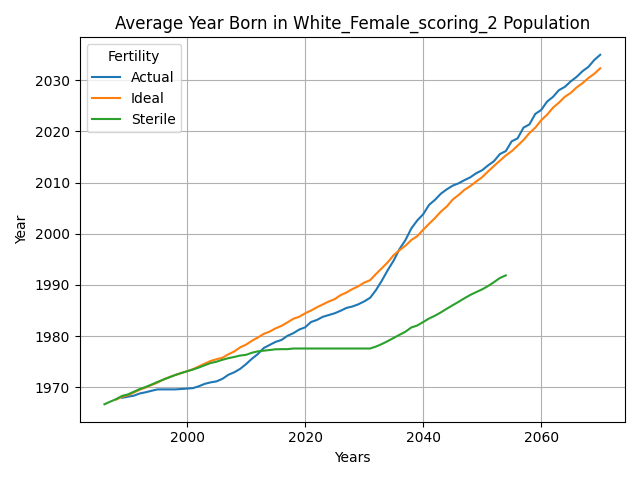 Average Year Born in White_Female_scoring_2 Population
Fertility
Actual
Ideal
Sterile
2030
2020
2010
2000
1990
1980
1970
Year
2000
2020
2040
2060
Years